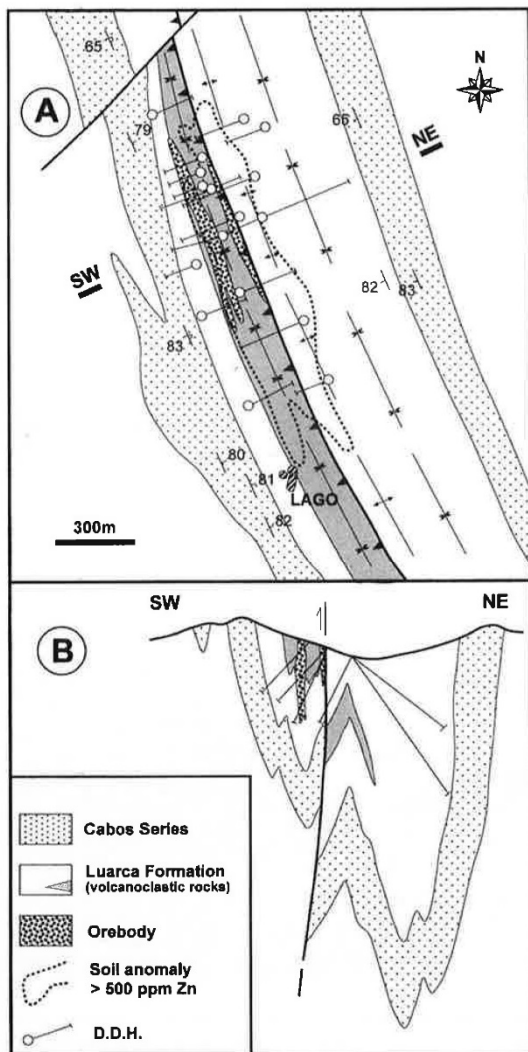 A
N
65
79
66
NE
SW
82
83
83
80
81
LAGO
82
300m
SW
NE
B
1
Cabos Series
Luarca Formation
(volcanoclastic rocks)
Orebody
Soil anomaly
> 500 ppm Zn
D.D.H.